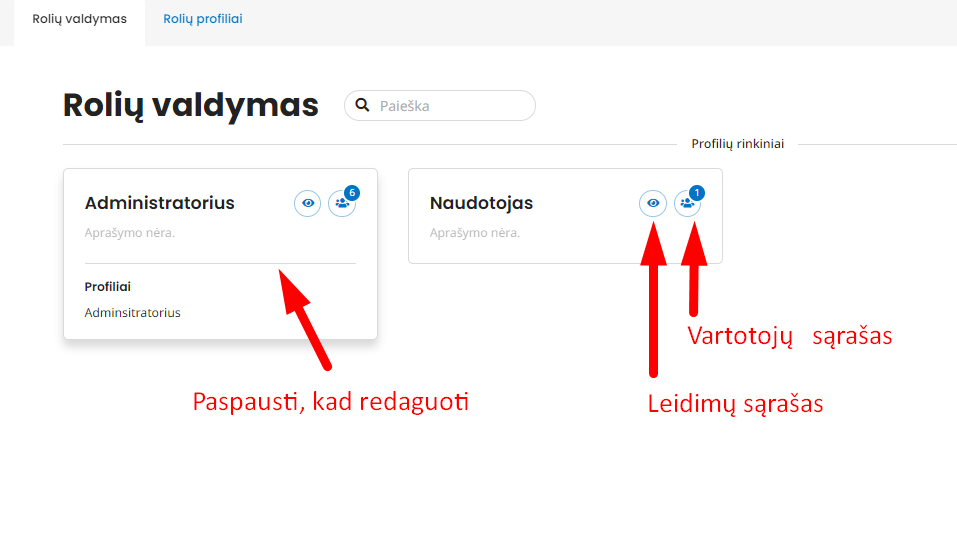 Rolių valdymas
Rolių profiliai
Rolių valdymas
Paieška
Profilių rinkiniai
Administratorius
6
Aprašymo nėra.
Profiliai
Adminsitratorius
Naudotojas
1
Aprašymo nėra.
Vartotojų sąrašas
Paspausti, kad redaguoti
Leidimų sąrašas